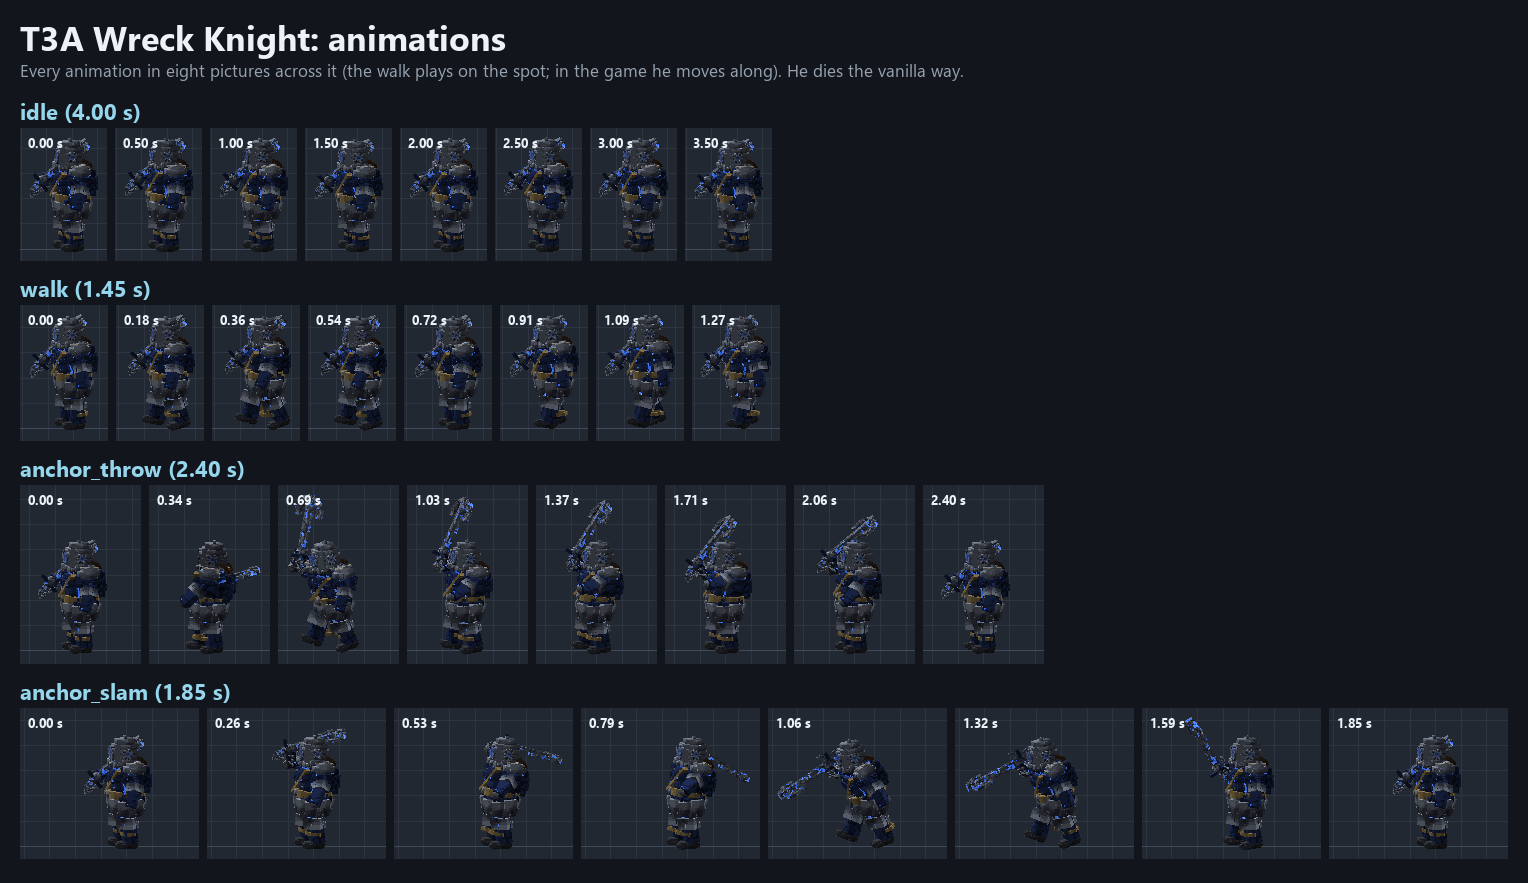 T3A Wreck Knight: animations
Every animation in eight pictures across it (the walk plays on the spot; in the game he moves along). He dies the vanilla way.
idle (4.00 s)
0.00 s 0.50 s 1.00 s 1.50 s 2.00 s 2.50 s 3.00 s 3.50 s
walk (1.45 s)
0.00 s 0.18 s 0.36 s 0.54 s 0.72 s 0.91 s 1.09 s 1.27 s
anchor_throw (2.40 s)
0.00 s 0.34 s 0.69 s 1.03 s 1.37 s 1.71 s 2.06 s 2.40 s
anchor_slam (1.85 s)
0.00 s 0.26 s 0.53 s 0.79 s 1.06 s 1.32 s 1.59 s 1.85 s